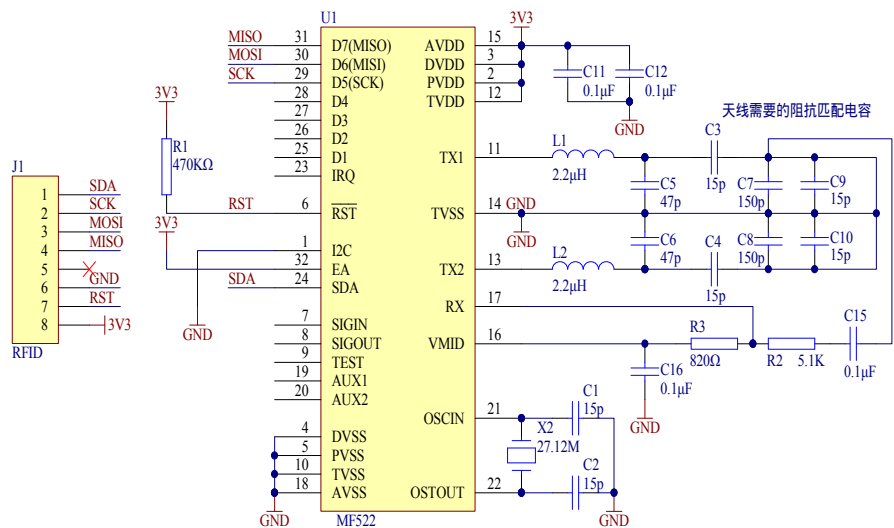 U1
3V3
MISO 31 D7(MISO) AVDD 15
MOSI 30 D6(MISI) DVDD 3
SCK 29 D5(SCK) PVDD 2
28 D4 TVDD 12
27 D3
26 D2
25 D1
23 IRQ
C11
0.1μF
C12
0.1μF
GND
天线需要的阻抗匹配电容
3V3
R1
470KΩ
TX1 11
L1
2.2μH
C3
15p
C5
47p
C7
150p
C9
15p
RST 6 RST
TVSS 14 GND
GND
3V3
1 I2C
32 EA
SDA 24 SDA
GND
TX2 13
L2
2.2μH
C6
47p
C4
15p
C8
150p
C10
15p
J1
1 SDA
2 SCK
3 MOSI
4 MISO
5
6 GND
7 RST
8 3V3
RFID
RX 17
VMID 16
R3
820Ω
R2 5.1K
C15
0.1μF
C16
0.1μF
GND
7 SIGIN
8 SIGOUT
9 TEST
19 AUX1
20 AUX2
OSCIN 21
C1
15p
X2
27.12M
C2
15p
OSTOUT 22
GND
4 DVSS
5 PVSS
10 TVSS
18 AVSS
GND
MF522